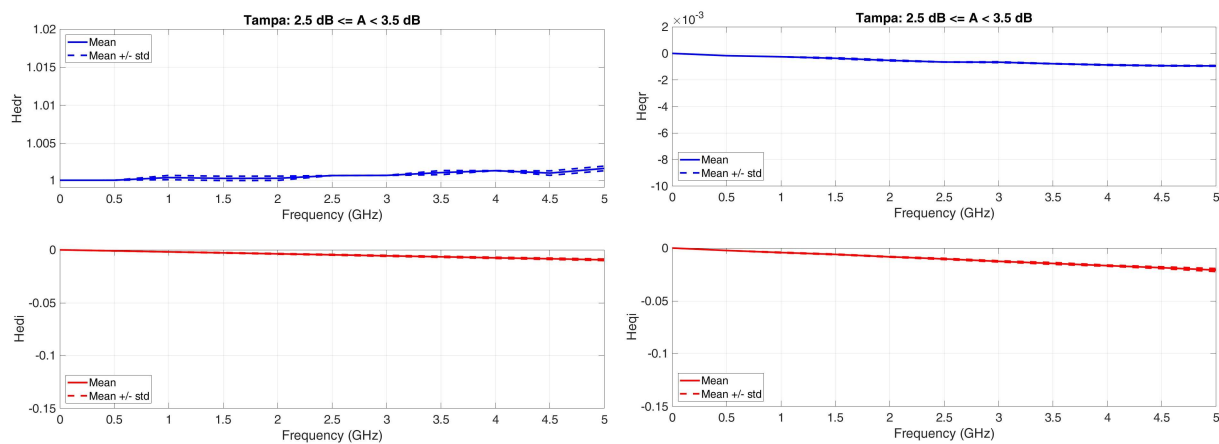 Tampa: 2.5 dB <= A < 3.5 dB
1.02
1.015
1.01
1.005
1
Hedr
Mean
Mean +/- std
0 0.5 1 1.5 2 2.5 3 3.5 4 4.5 5
Frequency (GHz)
0
-0.05
-0.1
-0.15
Hedi
Mean
Mean +/- std
0 0.5 1 1.5 2 2.5 3 3.5 4 4.5 5
Frequency (GHz)
Tampa: 2.5 dB <= A < 3.5 dB
×10⁻³
2
0
-2
-4
-6
-8
-10
Heqr
Mean
Mean +/- std
0 0.5 1 1.5 2 2.5 3 3.5 4 4.5 5
Frequency (GHz)
0
-0.05
-0.1
-0.15
Heqi
Mean
Mean +/- std
0 0.5 1 1.5 2 2.5 3 3.5 4 4.5 5
Frequency (GHz)